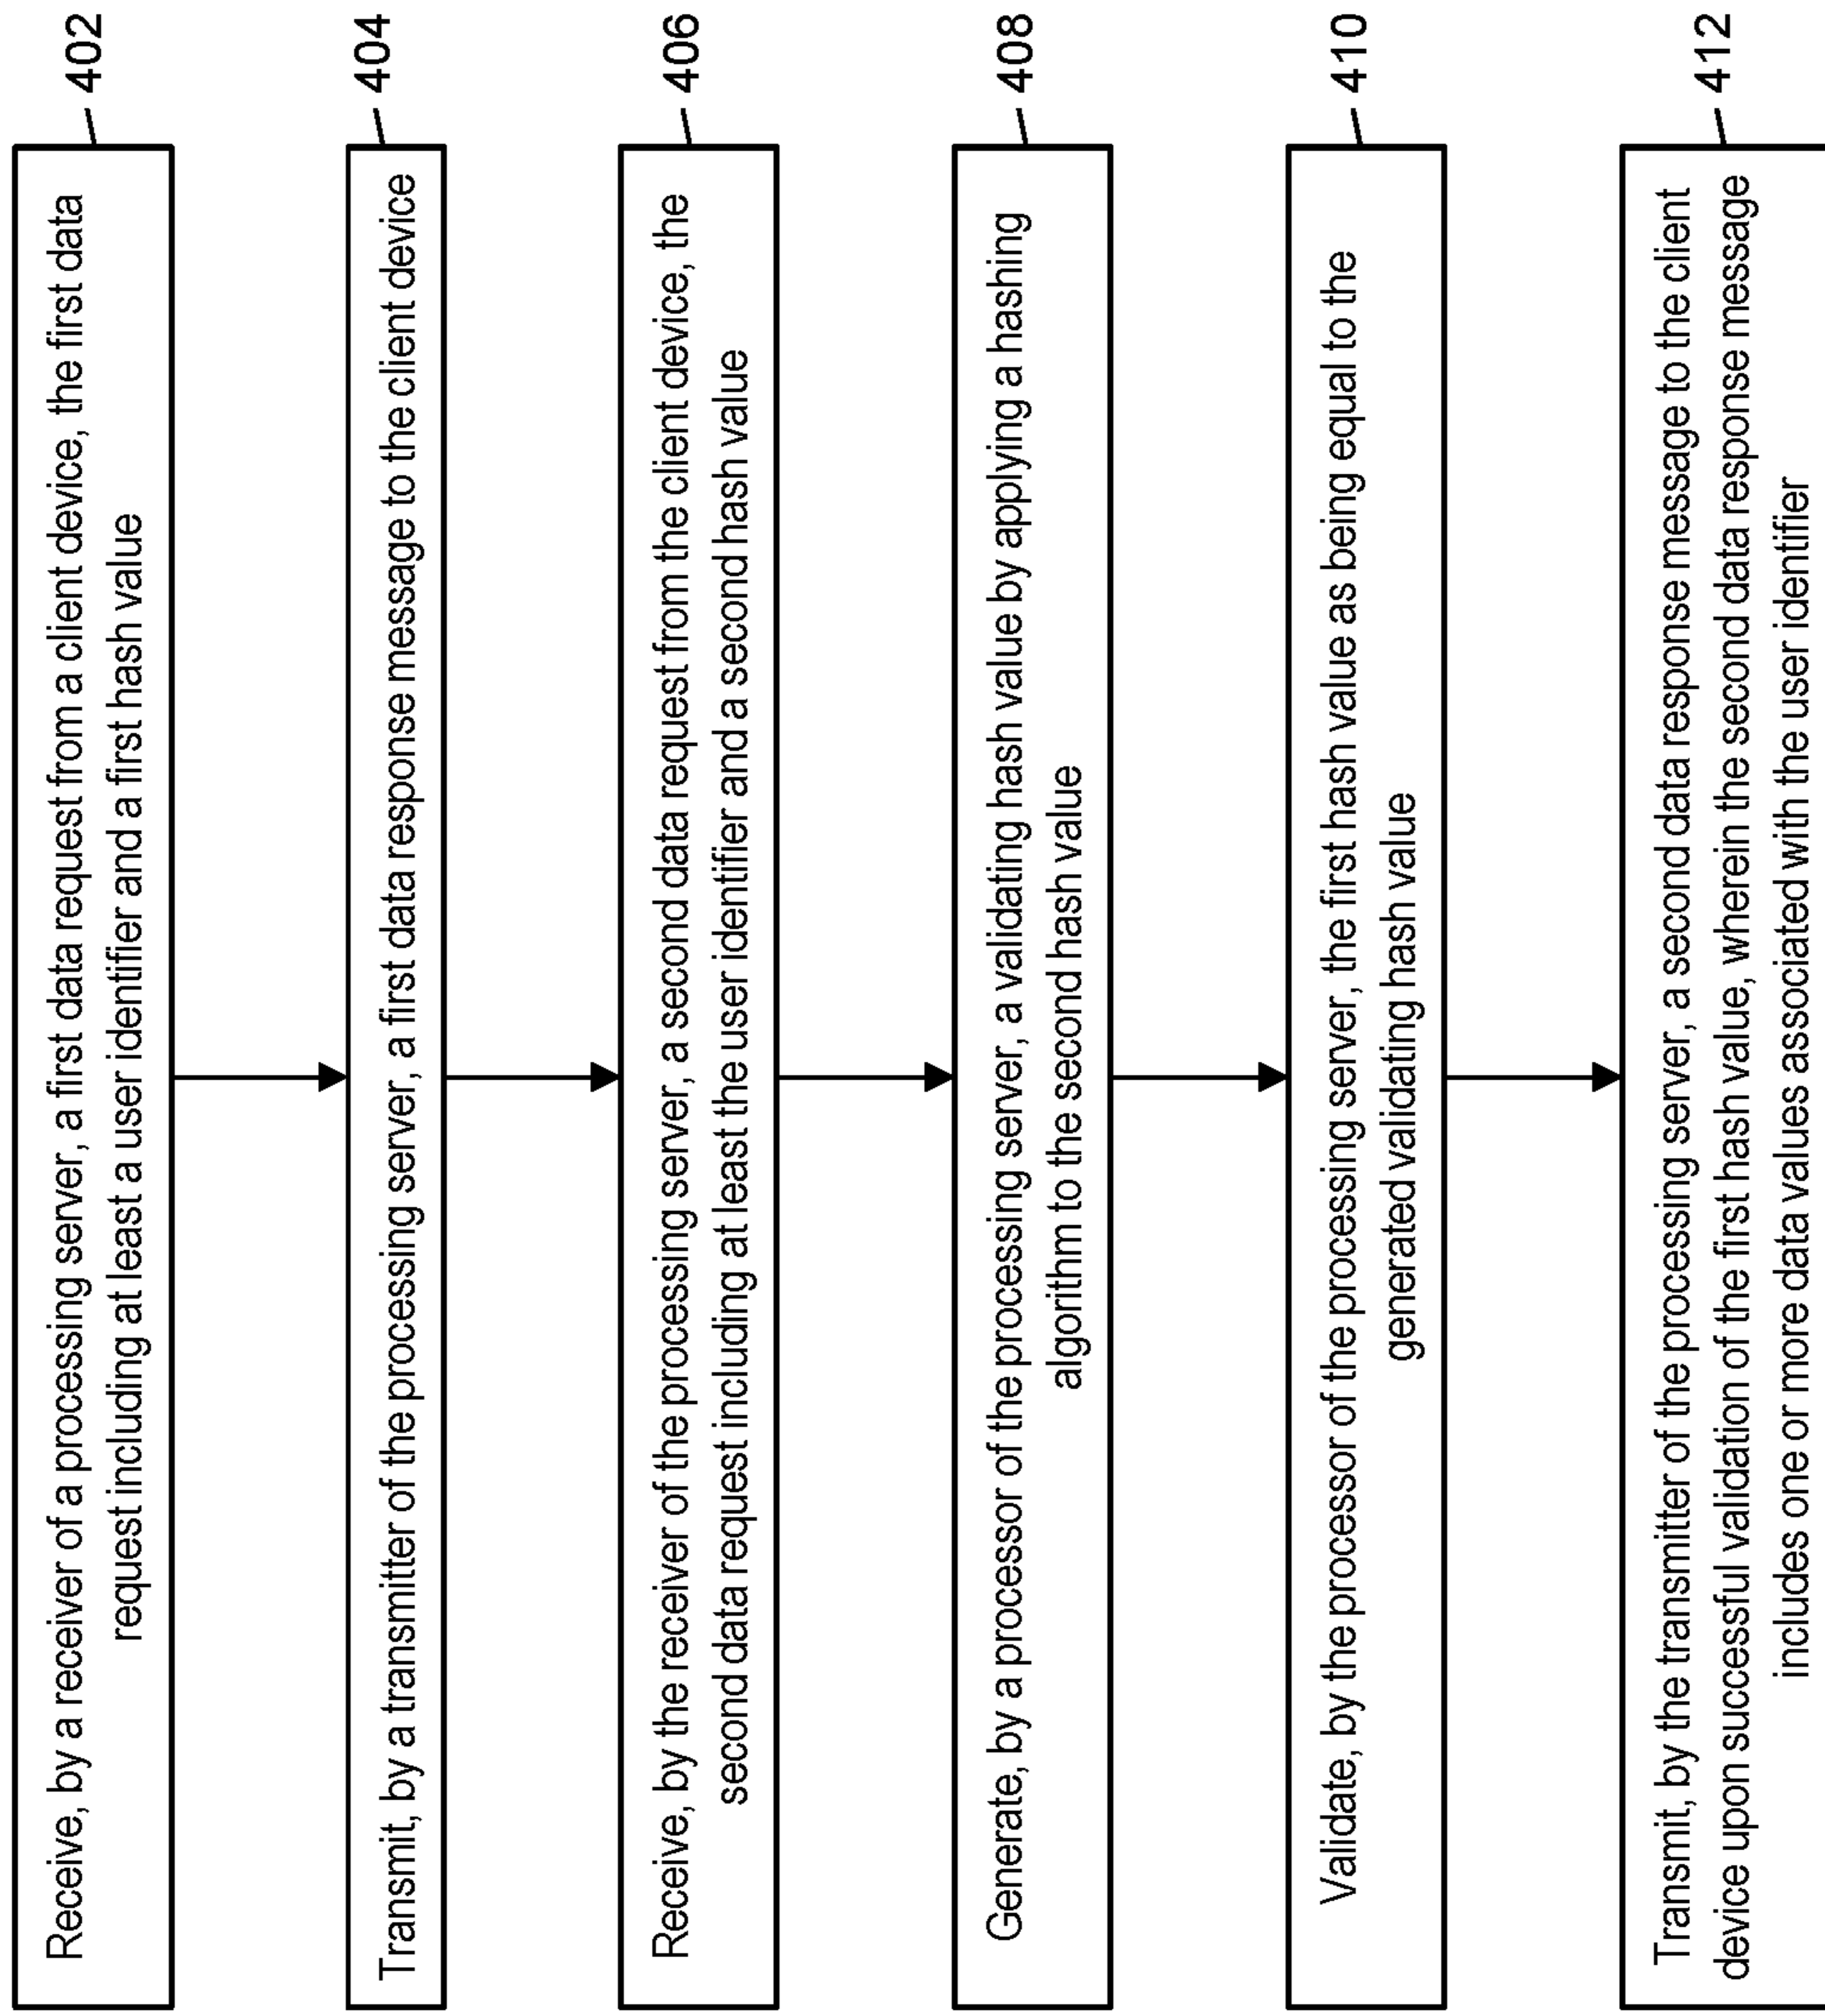 Receive, by a receiver of a processing server, a first data request from a client device, the first data
request including at least a user identifier and a first hash value
402
Transmit, by a transmitter of the processing server, a first data response message to the client device
404
Receive, by the receiver of the processing server, a second data request from the client device, the
second data request including at least the user identifier and a second hash value
406
Generate, by a processor of the processing server, a validating hash value by applying a hashing
algorithm to the second hash value
408
Validate, by the processor of the processing server, the first hash value as being equal to the
generated validating hash value
410
Transmit, by the transmitter of the processing server, a second data response message to the client
device upon successful validation of the first hash value, wherein the second data response message
includes one or more data values associated with the user identifier
412